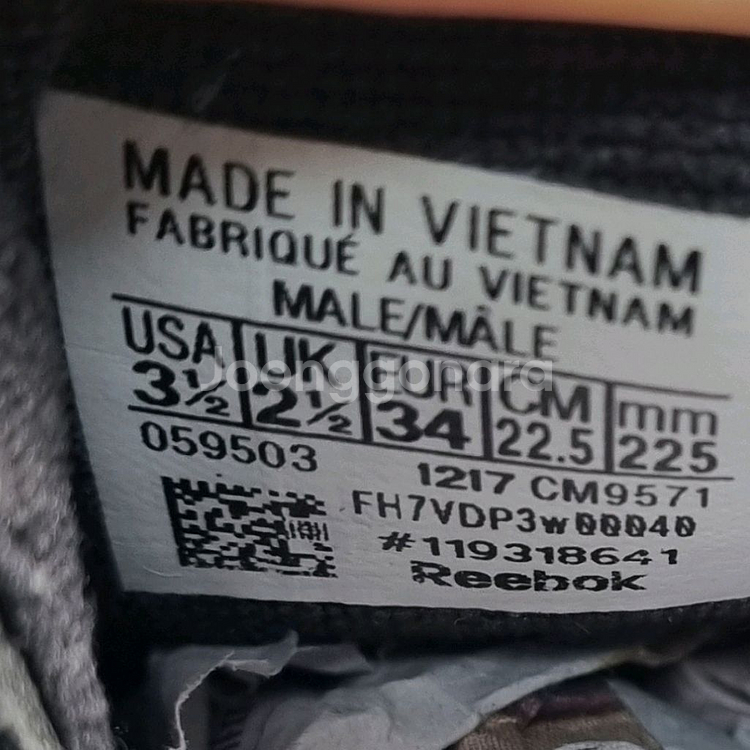 MADE IN VIETNAM
FABRIQUÉ AU VIETNAM
MALE/MÂLE
USA UK EUR CM mm
3½ 2½ 34 22.5 225
059503 1217 CM9571
FH7VDP3w00040
#119318641
Reebok
Joonggonara